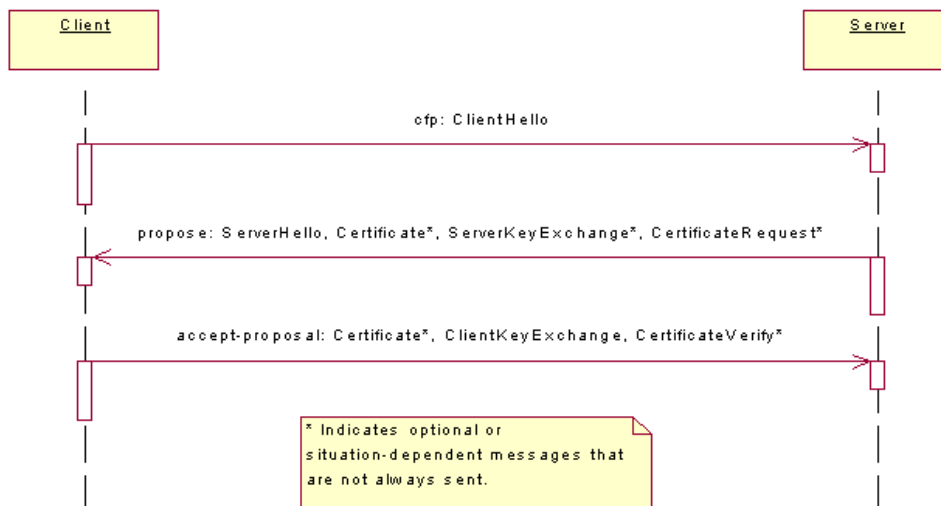 Client
Server
cfp: ClientHello
propose: ServerHello, Certificate*, ServerKeyExchange*, CertificateRequest*
accept-proposal: Certificate*, ClientKeyExchange, CertificateVerify*
* Indicates optional or
situation-dependent messages that
are not always sent.